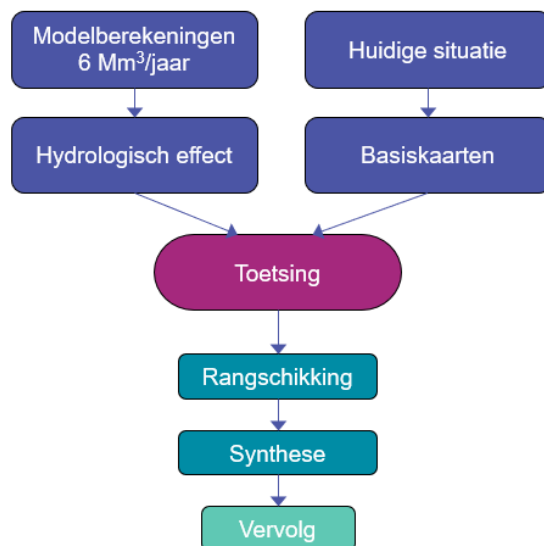 Modelberekeningen
6 Mm³/jaar
Huidige situatie
Hydrologisch effect
Basiskaarten
Toetsing
Rangschikking
Synthese
Vervolg